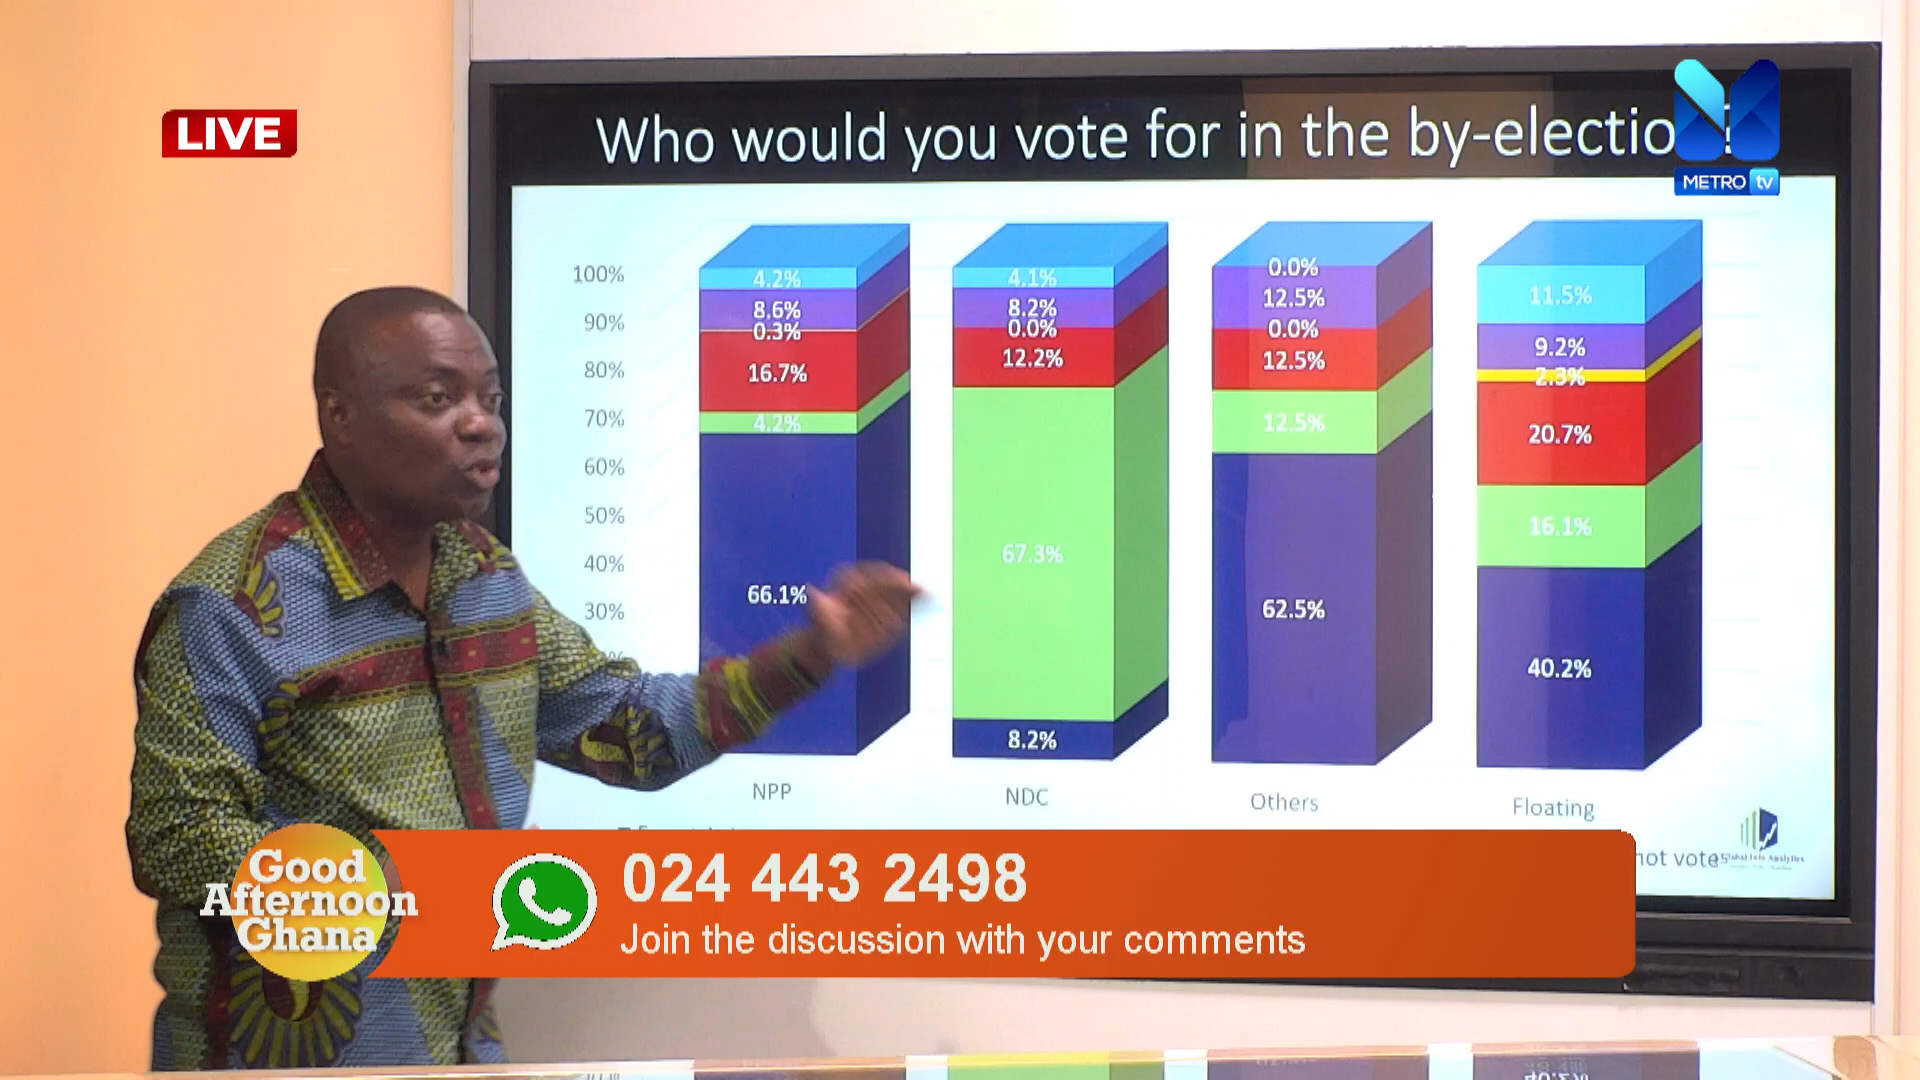 LIVE
Who would you vote for in the by-electio
METRO tv
100%
90%
80%
70%
60%
50%
40%
30%
4.2%
8.6%
0.3%
16.7%
4.2%
66.1%
NPP
4.1%
8.2%
0.0%
12.2%
67.3%
8.2%
NDC
0.0%
12.5%
0.0%
12.5%
12.5%
62.5%
Others
11.5%
9.2%
2.3%
20.7%
16.1%
40.2%
Floating
not vote
Good
Afternoon
Ghana
024 443 2498
Join the discussion with your comments